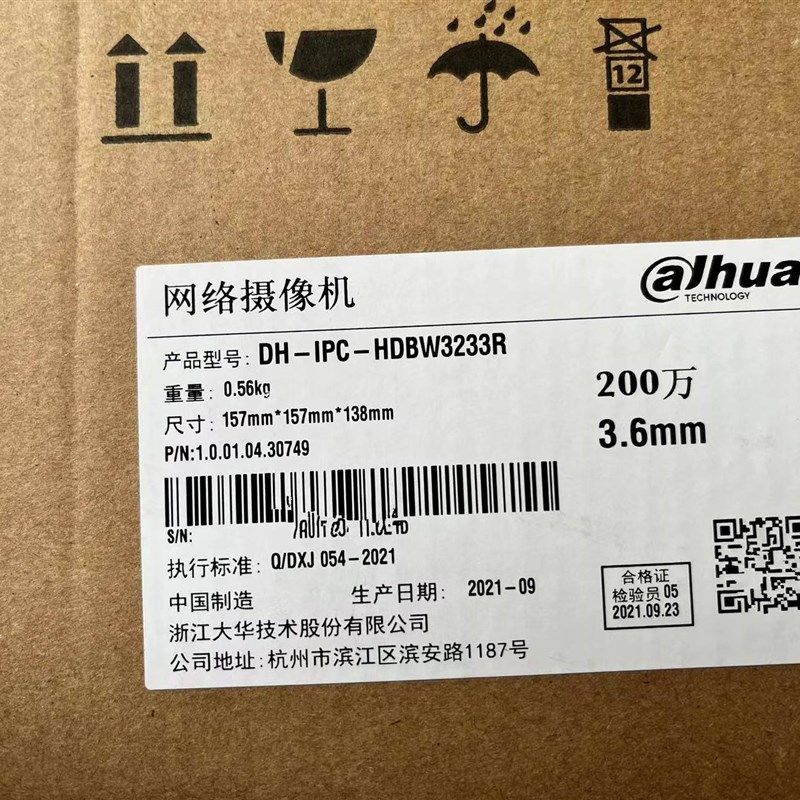 12
网络摄像机
alhua
TECHNOLOGY
产品型号: DH-IPC-HDBW3233R
重量: 0.56kg
尺寸: 157mm*157mm*138mm
P/N:1.0.01.04.30749
200万
3.6mm
S/N:
执行标准: Q/DXJ 054-2021
中国制造 生产日期: 2021-09
浙江大华技术股份有限公司
公司地址: 杭州市滨江区滨安路1187号
合格证
检验员05
2021.09.23